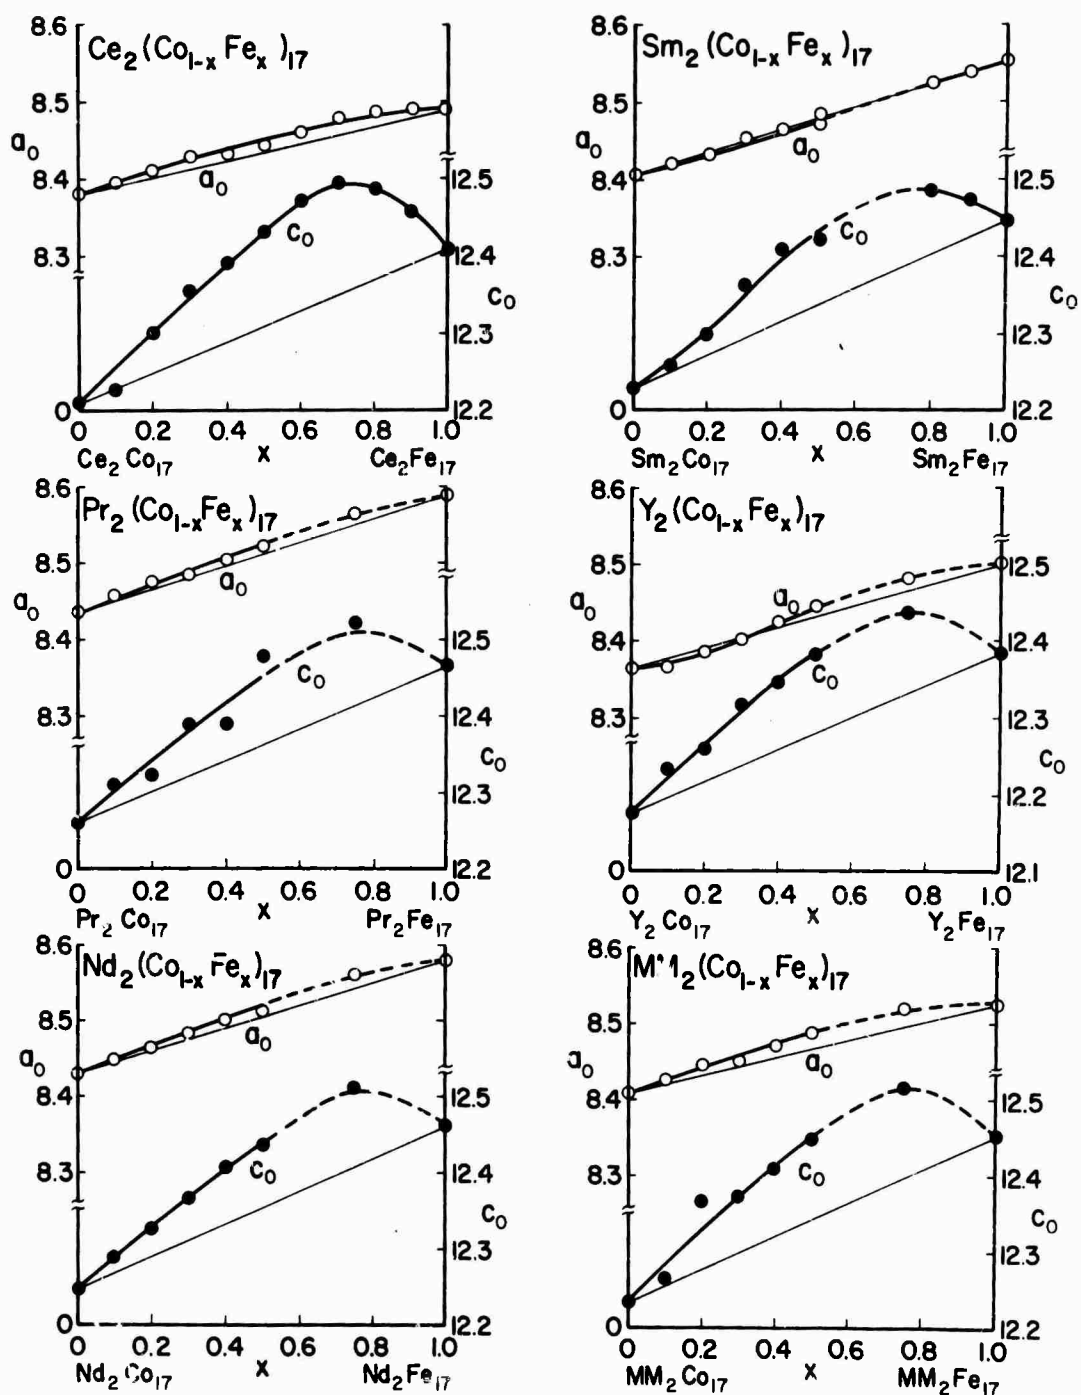 Ce₂(Co₁₋ₓFeₓ)₁₇
8.6
8.5
a₀
8.4
8.3
0
a₀
c₀
12.5
12.4
c₀
12.3
12.2
0 0.2 0.4 0.6 0.8 1.0
Ce₂Co₁₇ x Ce₂Fe₁₇
Sm₂(Co₁₋ₓFeₓ)₁₇
8.6
8.5
a₀
8.4
8.3
0
a₀
c₀
12.5
12.4
c₀
12.3
12.2
0 0.2 0.4 0.6 0.8 1.0
Sm₂Co₁₇ x Sm₂Fe₁₇
Pr₂(Co₁₋ₓFeₓ)₁₇
8.6
8.5
a₀
8.4
8.3
0
a₀
c₀
12.5
12.4
c₀
12.3
12.2
0 0.2 0.4 0.6 0.8 1.0
Pr₂Co₁₇ x Pr₂Fe₁₇
Y₂(Co₁₋ₓFeₓ)₁₇
8.6
8.5
a₀
8.4
8.3
0
a₀
c₀
12.5
12.4
12.3
c₀
12.2
12.1
0 0.2 0.4 0.6 0.8 1.0
Y₂Co₁₇ x Y₂Fe₁₇
Nd₂(Co₁₋ₓFeₓ)₁₇
8.6
8.5
a₀
8.4
8.3
0
a₀
c₀
12.5
12.4
c₀
12.3
12.2
0 0.2 0.4 0.6 0.8 1.0
Nd₂Co₁₇ x Nd₂Fe₁₇
MM₂(Co₁₋ₓFeₓ)₁₇
8.6
8.5
a₀
8.4
8.3
0
a₀
c₀
12.5
12.4
c₀
12.3
12.2
0 0.2 0.4 0.6 0.8 1.0
MM₂Co₁₇ x MM₂Fe₁₇